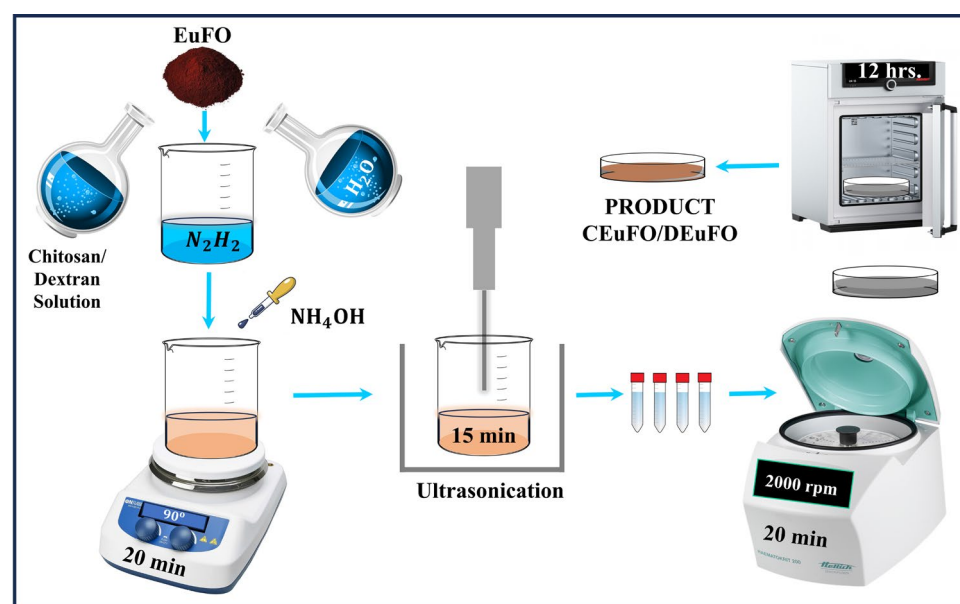 EuFO
H₂O
N₂H₂
Chitosan/
Dextran
Solution
NH₄OH
90°
20 min
15 min
Ultrasonication
2000 rpm
20 min
Hettich
12 hrs.
PRODUCT
CEuFO/DEuFO